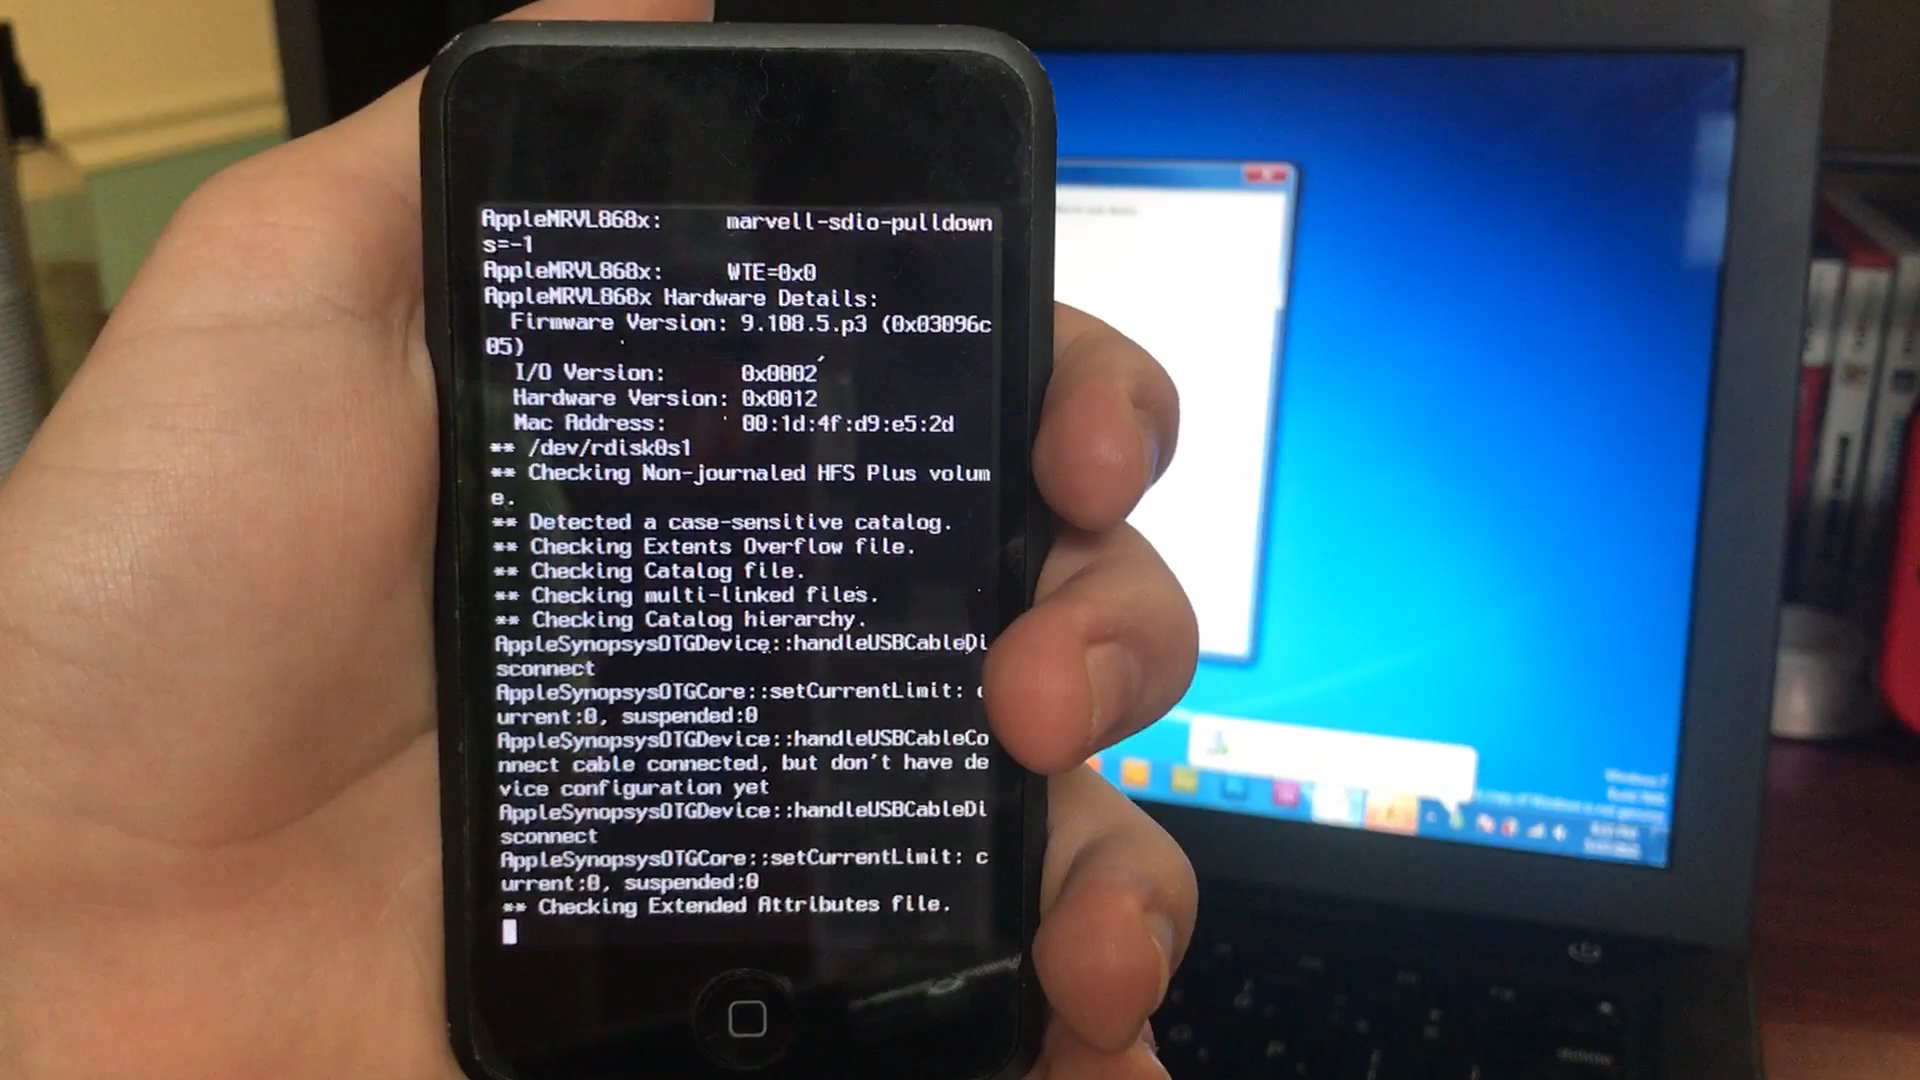 AppleMRVL868x:     marvell-sdio-pulldown
s=-1
AppleMRVL868x:     WTE=0x0
AppleMRVL868x Hardware Details:
  Firmware Version: 9.108.5.p3 (0x03096c
05)
  I/O Version:      0x0002
  Hardware Version: 0x0012
  Mac Address:      00:1d:4f:d9:e5:2d
** /dev/rdisk0s1
** Checking Non-journaled HFS Plus volum
e.
** Detected a case-sensitive catalog.
** Checking Extents Overflow file.
** Checking Catalog file.
** Checking multi-linked files.
** Checking Catalog hierarchy.
AppleSynopsysOTGDevice::handleUSBCableDi
sconnect
AppleSynopsysOTGCore::setCurrentLimit: c
urrent:0, suspended:0
AppleSynopsysOTGDevice::handleUSBCableCo
nnect cable connected, but don't have de
vice configuration yet
AppleSynopsysOTGDevice::handleUSBCableDi
sconnect
AppleSynopsysOTGCore::setCurrentLimit: c
urrent:0, suspended:0
** Checking Extended Attributes file.